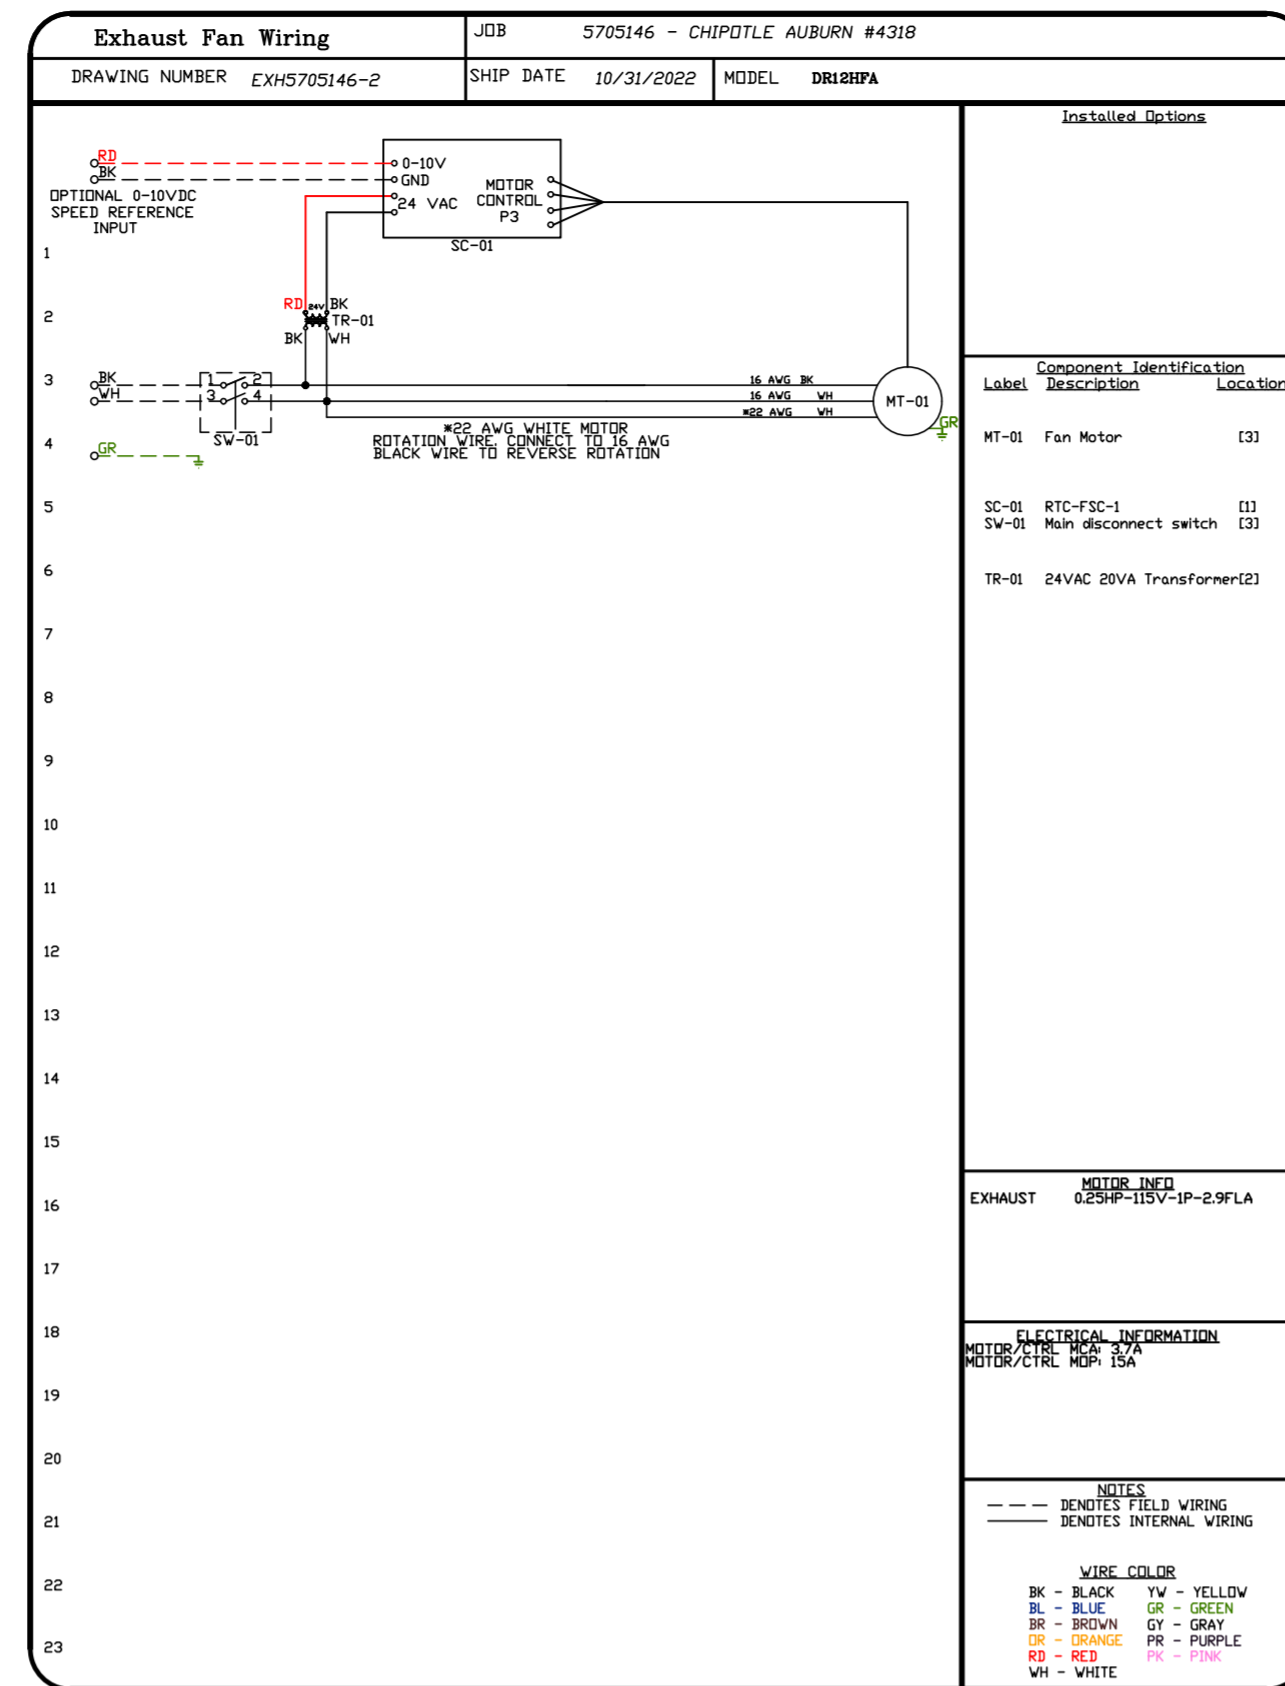 Exhaust Fan Wiring
JOB 5705146 - CHIPOTLE AUBURN #4318
DRAWING NUMBER EXH5705146-2
SHIP DATE 10/31/2022
MODEL DR12HFA
RD
BK
OPTIONAL 0-10VDC
SPEED REFERENCE
INPUT
0-10V
GND
24 VAC
MOTOR
CONTROL
P3
SC-01
RD 24V BK
TR-01
BK WH
BK
WH
1 2
3 4
SW-01
GR
16 AWG BK
16 AWG WH
*22 AWG WH
MT-01
GR
*22 AWG WHITE MOTOR
ROTATION WIRE. CONNECT TO 16 AWG
BLACK WIRE TO REVERSE ROTATION
1
2
3
4
5
6
7
8
9
10
11
12
13
14
15
16
17
18
19
20
21
22
23
Installed Options
Component Identification
Label Description Location
MT-01 Fan Motor [3]
SC-01 RTC-FSC-1 [1]
SW-01 Main disconnect switch [3]
TR-01 24VAC 20VA Transformer[2]
MOTOR INFO
EXHAUST 0.25HP-115V-1P-2.9FLA
ELECTRICAL INFORMATION
MOTOR/CTRL MCA: 3.7A
MOTOR/CTRL MOP: 15A
NOTES
DENOTES FIELD WIRING
DENOTES INTERNAL WIRING
WIRE COLOR
BK - BLACK YW - YELLOW
BL - BLUE GR - GREEN
BR - BROWN GY - GRAY
OR - ORANGE PR - PURPLE
RD - RED PK - PINK
WH - WHITE